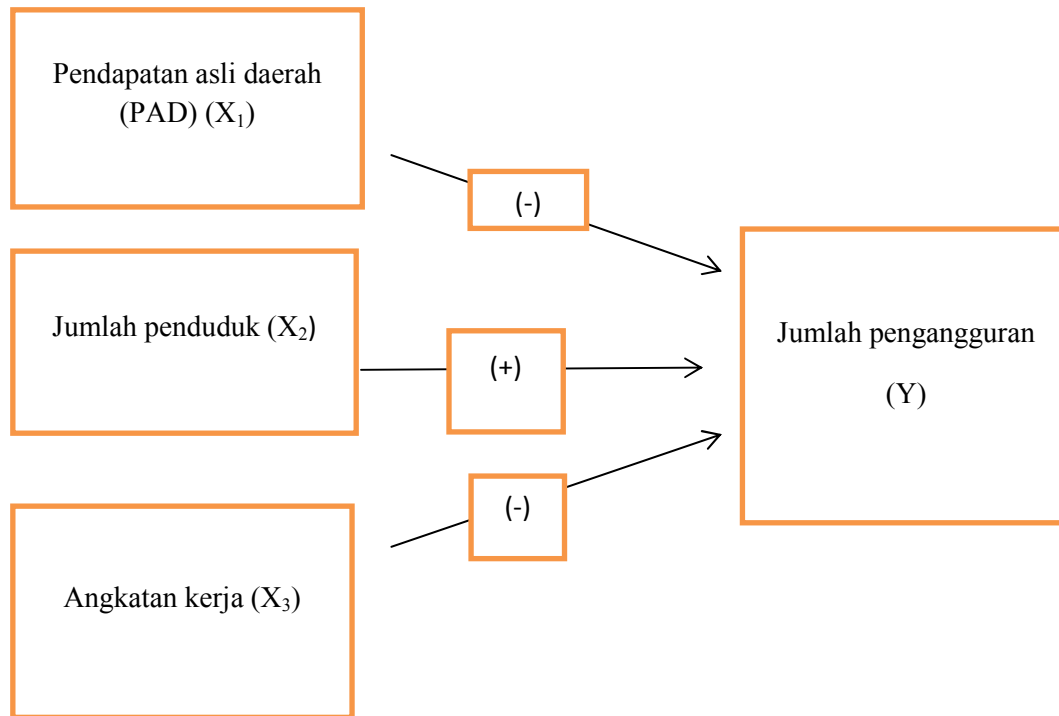 Pendapatan asli daerah
(PAD) (X₁)
(-)
Jumlah penduduk (X₂)
(+)
Jumlah pengangguran
(Y)
(-)
Angkatan kerja (X₃)